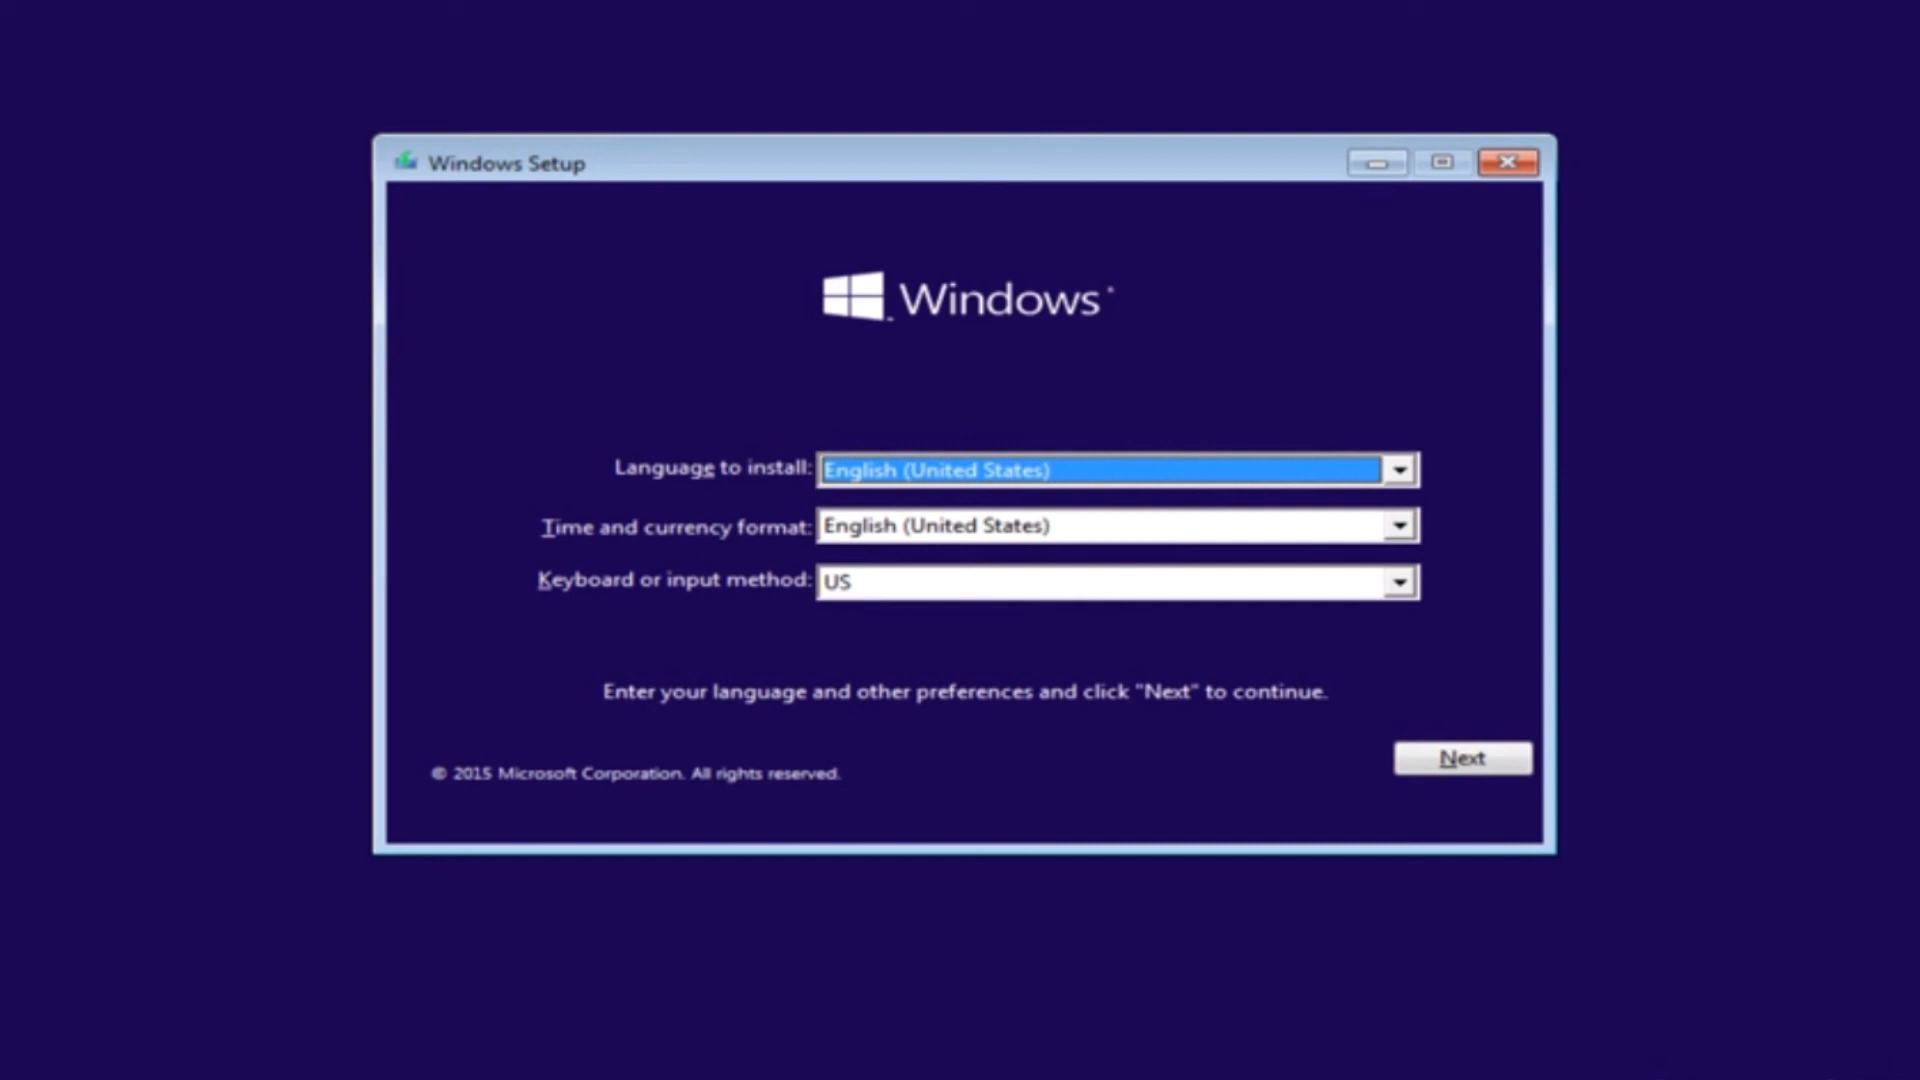 Windows Setup
Windows
Language to install: English (United States)
Time and currency format: English (United States)
Keyboard or input method: US
Enter your language and other preferences and click "Next" to continue.
Next
© 2015 Microsoft Corporation. All rights reserved.